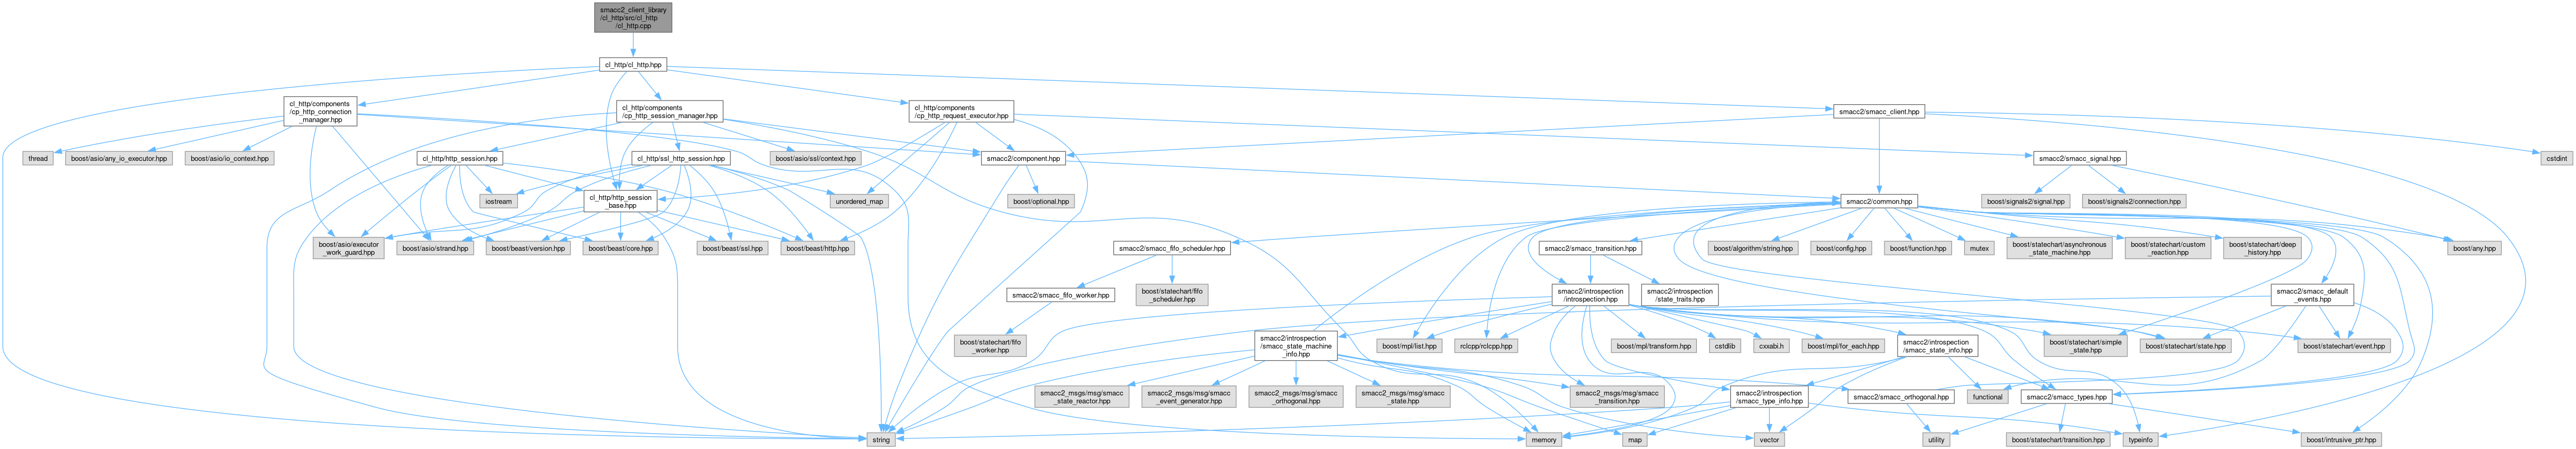 smacc2_client_library
/cl_http/src/cl_http
/cl_http.cpp
cl_http/cl_http.hpp
cl_http/components
/cp_http_connection
_manager.hpp
cl_http/components
/cp_http_session_manager.hpp
cl_http/components
/cp_http_request_executor.hpp
smacc2/smacc_client.hpp
thread
boost/asio/any_io_executor.hpp
boost/asio/io_context.hpp
cl_http/http_session.hpp
cl_http/ssl_http_session.hpp
boost/asio/ssl/context.hpp
smacc2/component.hpp
smacc2/smacc_signal.hpp
cstdint
iostream
cl_http/http_session
_base.hpp
unordered_map
boost/optional.hpp
smacc2/common.hpp
boost/signals2/signal.hpp
boost/signals2/connection.hpp
boost/asio/executor
_work_guard.hpp
boost/asio/strand.hpp
boost/beast/version.hpp
boost/beast/core.hpp
boost/beast/ssl.hpp
boost/beast/http.hpp
smacc2/smacc_fifo_scheduler.hpp
smacc2/smacc_transition.hpp
boost/algorithm/string.hpp
boost/config.hpp
boost/function.hpp
mutex
boost/statechart/asynchronous
_state_machine.hpp
boost/statechart/custom
_reaction.hpp
boost/statechart/deep
_history.hpp
boost/any.hpp
smacc2/smacc_fifo_worker.hpp
boost/statechart/fifo
_scheduler.hpp
smacc2/introspection
/introspection.hpp
smacc2/introspection
/state_traits.hpp
smacc2/smacc_default
_events.hpp
boost/statechart/fifo
_worker.hpp
smacc2/introspection
/smacc_state_machine
_info.hpp
boost/mpl/list.hpp
rclcpp/rclcpp.hpp
boost/mpl/transform.hpp
cstdlib
cxxabi.h
boost/mpl/for_each.hpp
smacc2/introspection
/smacc_state_info.hpp
boost/statechart/simple
_state.hpp
boost/statechart/state.hpp
boost/statechart/event.hpp
smacc2_msgs/msg/smacc
_state_reactor.hpp
smacc2_msgs/msg/smacc
_event_generator.hpp
smacc2_msgs/msg/smacc
_orthogonal.hpp
smacc2_msgs/msg/smacc
_state.hpp
smacc2_msgs/msg/smacc
_transition.hpp
smacc2/introspection
/smacc_type_info.hpp
smacc2/smacc_orthogonal.hpp
functional
smacc2/smacc_types.hpp
string
memory
map
vector
utility
boost/statechart/transition.hpp
typeinfo
boost/intrusive_ptr.hpp